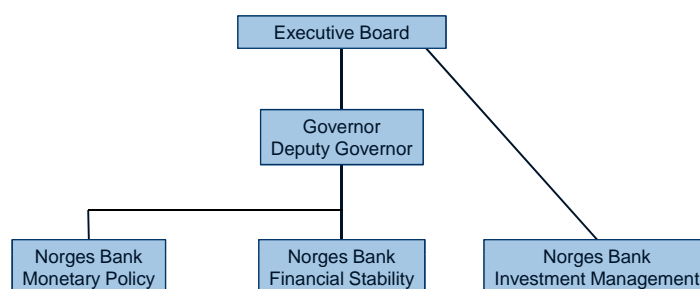 Executive Board
Governor
Deputy Governor
Norges Bank
Monetary Policy
Norges Bank
Financial Stability
Norges Bank
Investment Management